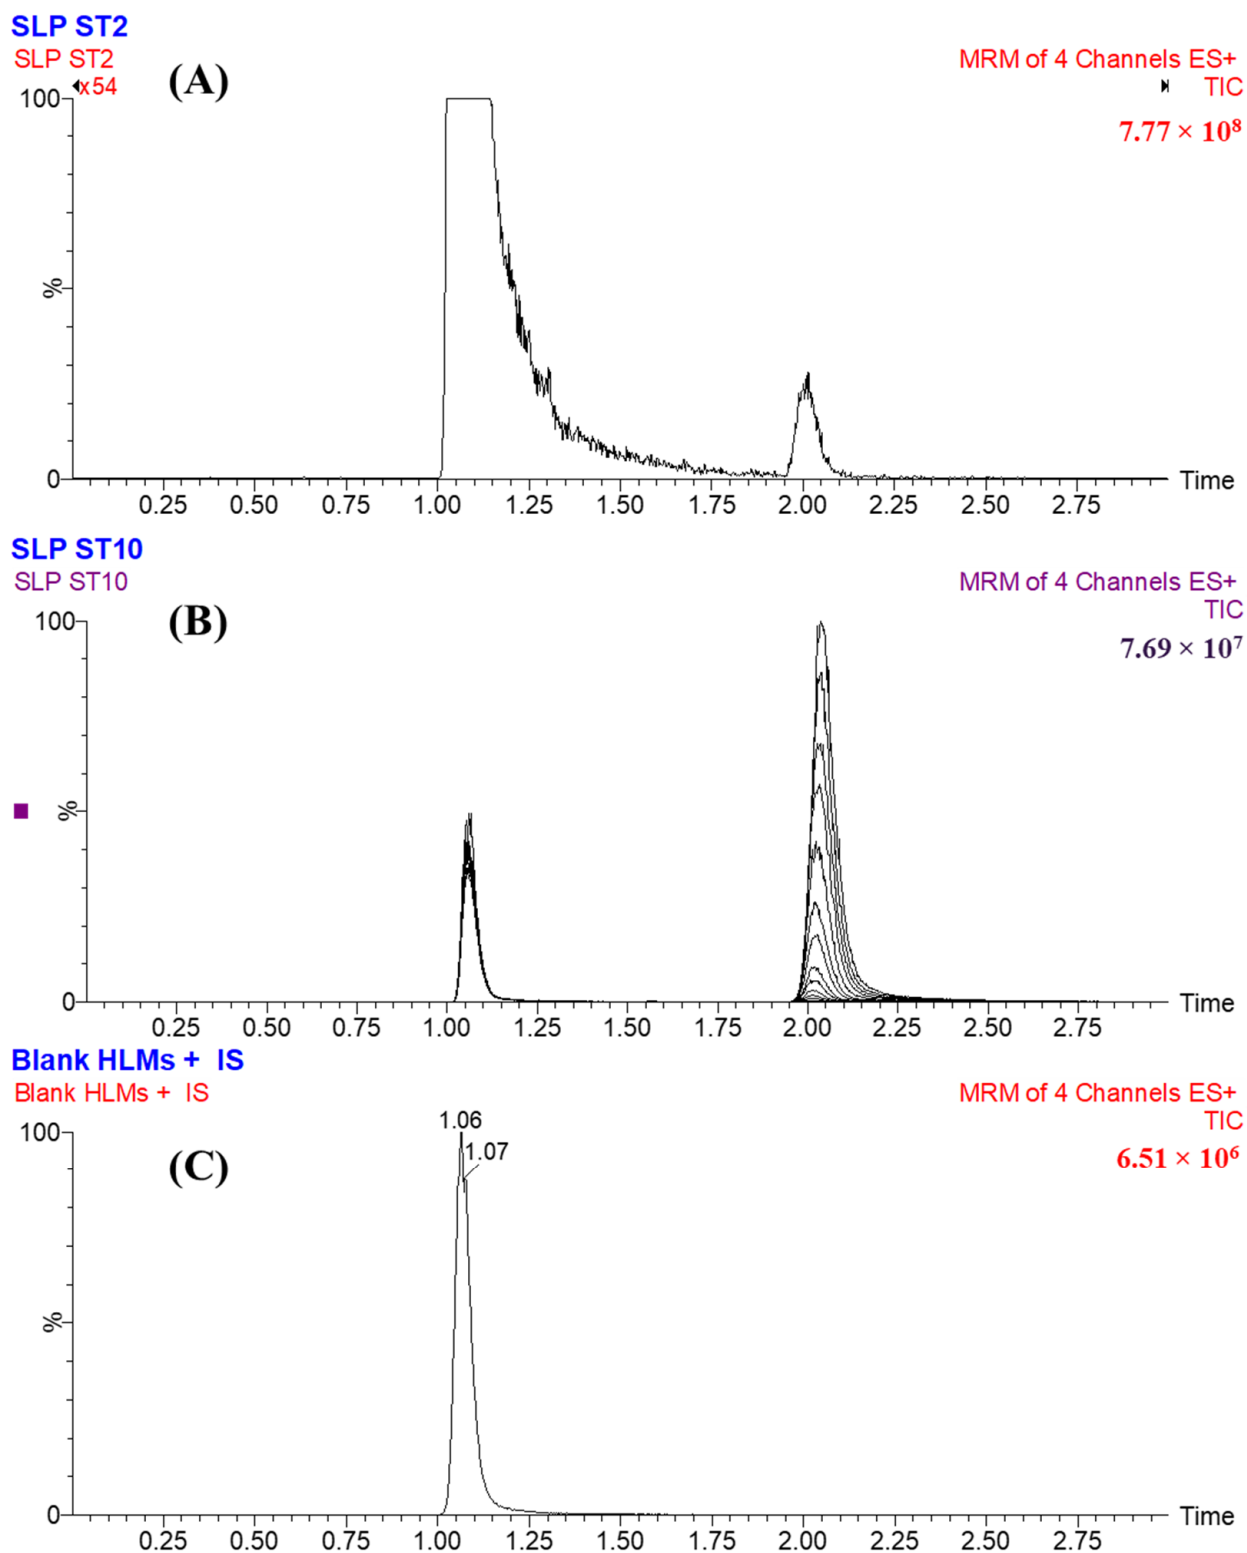 SLP ST2
SLP ST2
MRM of 4 Channels ES+
x54
(A)
TIC
100
7.77 × 10⁸
%
0
Time
0.25 0.50 0.75 1.00 1.25 1.50 1.75 2.00 2.25 2.50 2.75
SLP ST10
SLP ST10
MRM of 4 Channels ES+
TIC
100
(B)
7.69 × 10⁷
%
0
Time
0.25 0.50 0.75 1.00 1.25 1.50 1.75 2.00 2.25 2.50 2.75
Blank HLMs + IS
Blank HLMs + IS
MRM of 4 Channels ES+
1.06
TIC
100
1.07
(C)
6.51 × 10⁶
%
0
Time
0.25 0.50 0.75 1.00 1.25 1.50 1.75 2.00 2.25 2.50 2.75